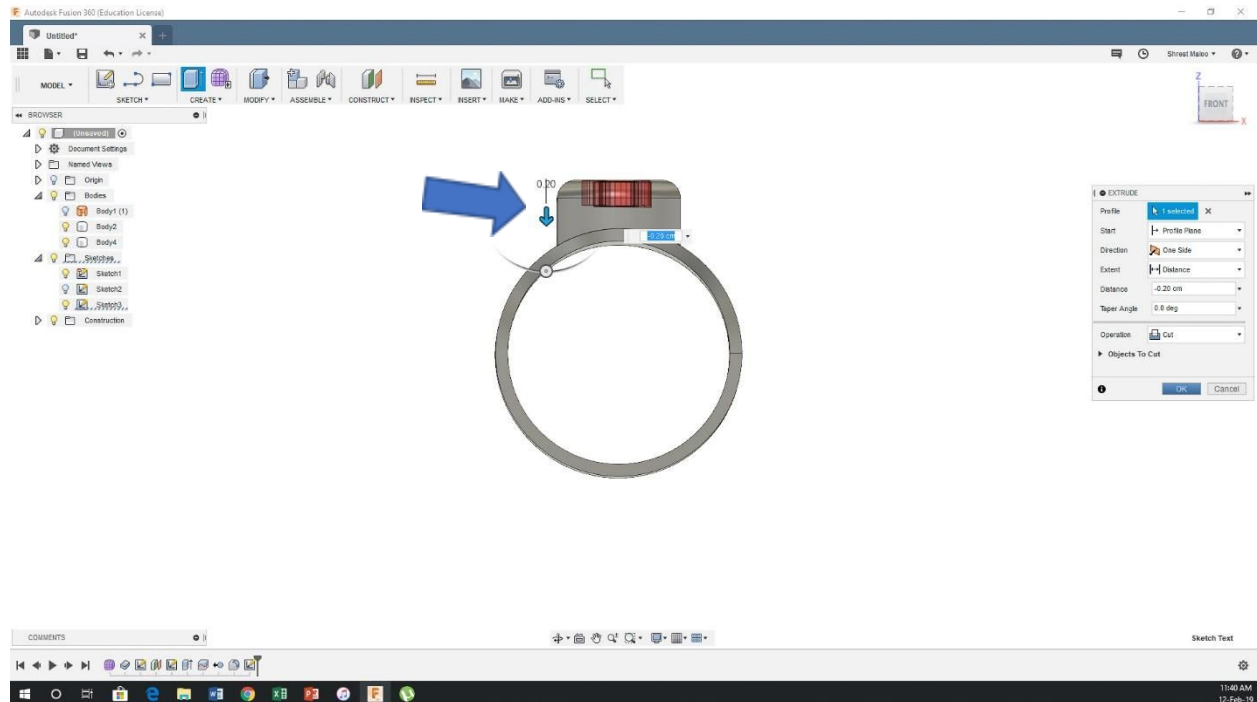 Autodesk Fusion 360 (Education License)
Untitled*
Shrest Maloo
MODEL
SKETCH
CREATE
MODIFY
ASSEMBLE
CONSTRUCT
INSPECT
INSERT
MAKE
ADD-INS
SELECT
BROWSER
(Unsaved)
Document Settings
Named Views
Origin
Bodies
Body1 (1)
Body2
Body4
Sketches
Sketch1
Sketch2
Sketch3
Construction
Z
FRONT
X
0.20
EXTRUDE
Profile 1 selected
Start Profile Plane
Direction One Side
Extent Distance
Distance -0.20 cm
Taper Angle 0.0 deg
Operation Cut
Objects To Cut
OK Cancel
COMMENTS
Sketch Text
11:40 AM
12-Feb-19